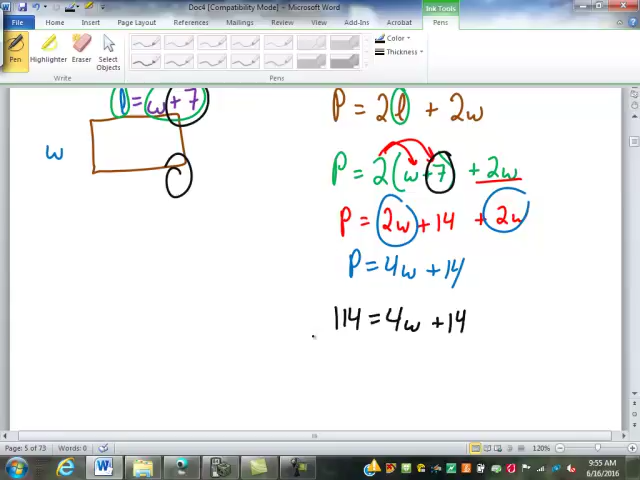 Doc4 [Compatibility Mode] - Microsoft Word
Ink Tools
File Home Insert Page Layout References Mailings Review View Add-Ins Acrobat Pens
Pen Highlighter Eraser Select Objects
Color
Thickness
Write
Pens
l = w + 7
P = 2l + 2w
w
P = 2(w + 7) + 2w
P = 2w + 14 + 2w
P = 4w + 14
114 = 4w + 14
Page: 5 of 73 Words: 0
120%
9:55 AM
6/16/2016